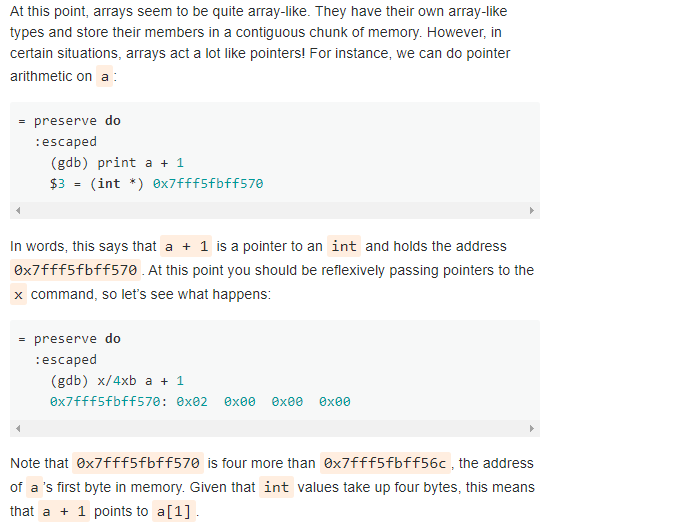 At this point, arrays seem to be quite array-like. They have their own array-like
types and store their members in a contiguous chunk of memory. However, in
certain situations, arrays act a lot like pointers! For instance, we can do pointer
arithmetic on a :
= preserve do
:escaped
(gdb) print a + 1
$3 = (int *) 0x7fff5fbff570
In words, this says that a + 1 is a pointer to an int and holds the address
0x7fff5fbff570 . At this point you should be reflexively passing pointers to the
x command, so let’s see what happens:
= preserve do
:escaped
(gdb) x/4xb a + 1
0x7fff5fbff570: 0x02 0x00 0x00 0x00
Note that 0x7fff5fbff570 is four more than 0x7fff5fbff56c , the address
of a ’s first byte in memory. Given that int values take up four bytes, this means
that a + 1 points to a[1] .